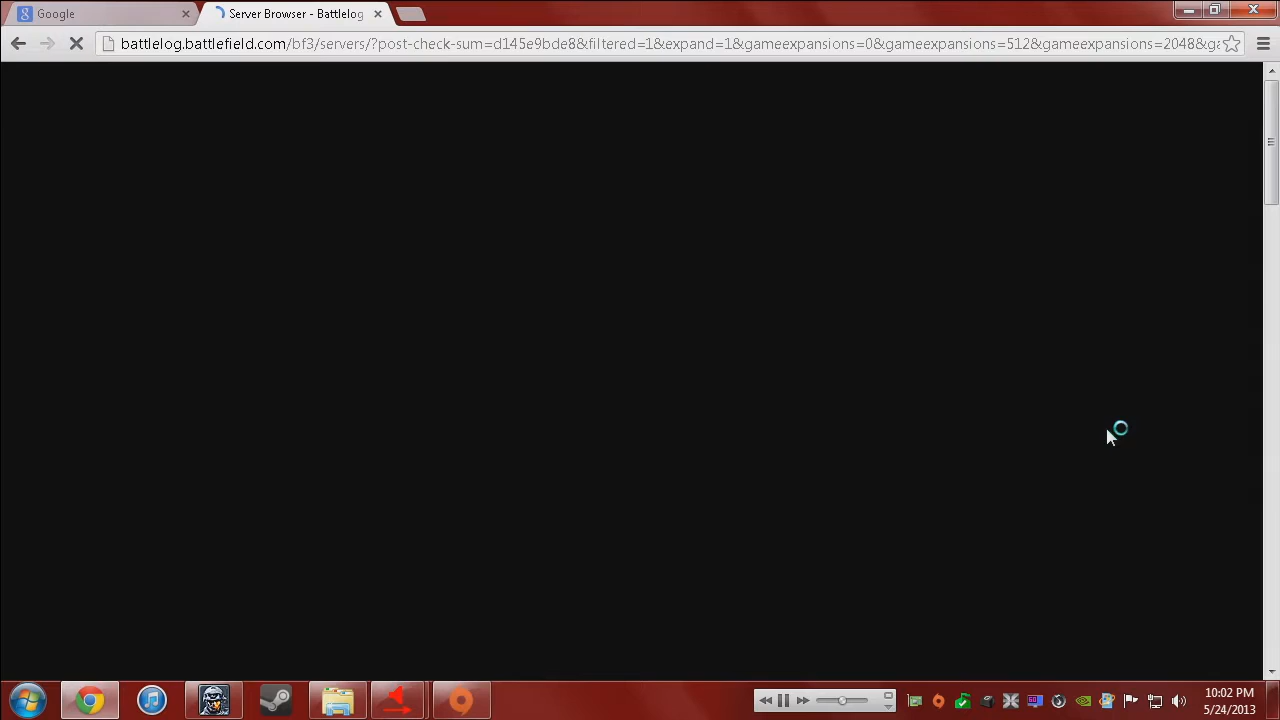 Google
Server Browser - Battlelog
battlelog.battlefield.com/bf3/servers/?post-check-sum=d145e9bda8&filtered=1&expand=1&gameexpansions=0&gameexpansions=512&gameexpansions=2048&ga
10:02 PM
5/24/2013